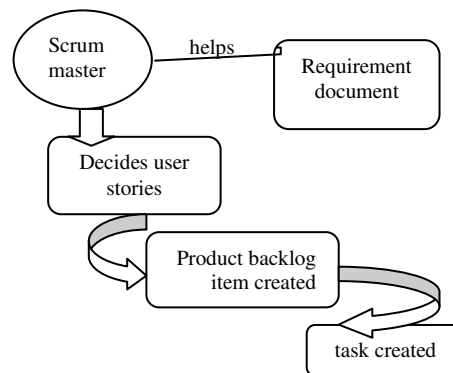 Scrum
master
helps
Requirement
document
Decides user
stories
Product backlog
item created
task created